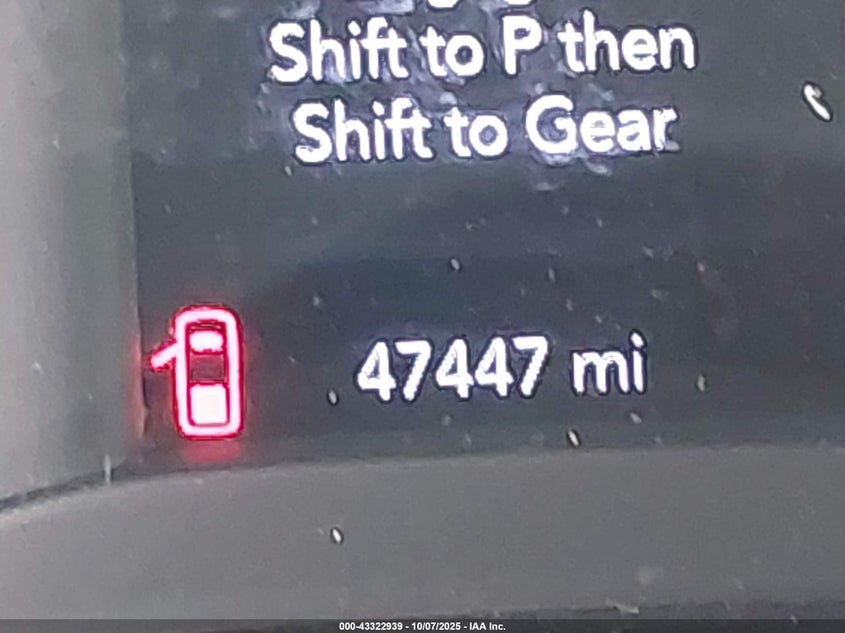 Shift to P then
Shift to Gear
47447 mi
000-43322939 - 10/07/2025 - IAA Inc.